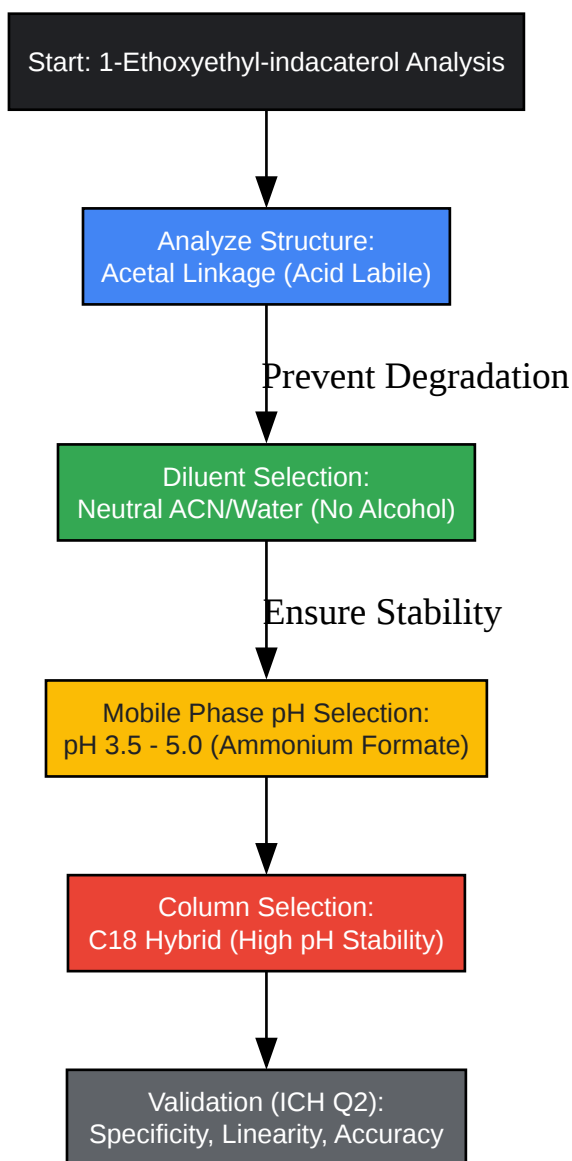 Start: 1-Ethoxyethyl-indacaterol Analysis
Analyze Structure:
Acetal Linkage (Acid Labile)
Prevent Degradation
Diluent Selection:
Neutral ACN/Water (No Alcohol)
Ensure Stability
Mobile Phase pH Selection:
pH 3.5 - 5.0 (Ammonium Formate)
Column Selection:
C18 Hybrid (High pH Stability)
Validation (ICH Q2):
Specificity, Linearity, Accuracy